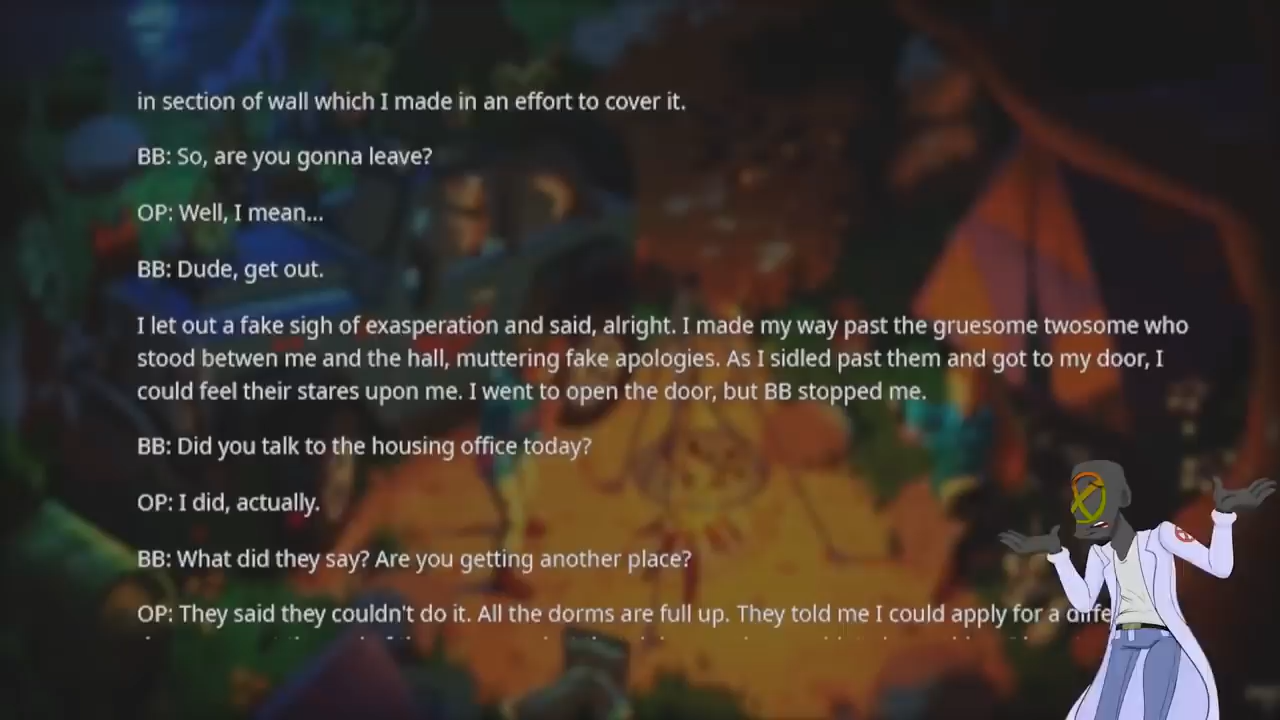 in section of wall which I made in an effort to cover it.
BB: So, are you gonna leave?
OP: Well, I mean...
BB: Dude, get out.
I let out a fake sigh of exasperation and said, alright. I made my way past the gruesome twosome who
stood betwen me and the hall, muttering fake apologies. As I sidled past them and got to my door, I
could feel their stares upon me. I went to open the door, but BB stopped me.
BB: Did you talk to the housing office today?
OP: I did, actually.
BB: What did they say? Are you getting another place?
OP: They said they couldn't do it. All the dorms are full up. They told me I could apply for a diffe